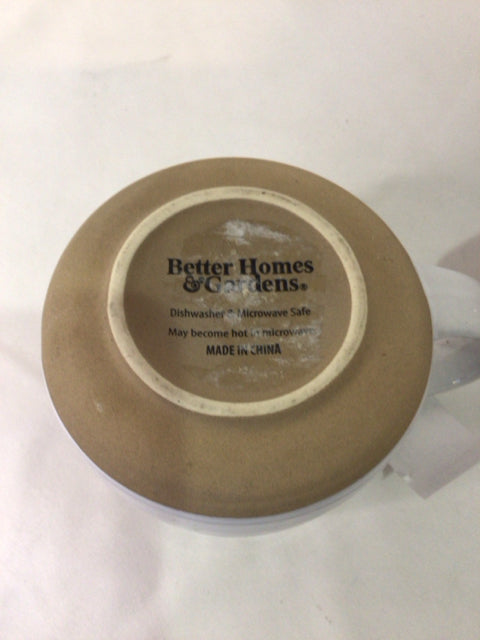 Better Homes
& Gardens®
Dishwasher & Microwave Safe
May become hot in microwave
MADE IN CHINA